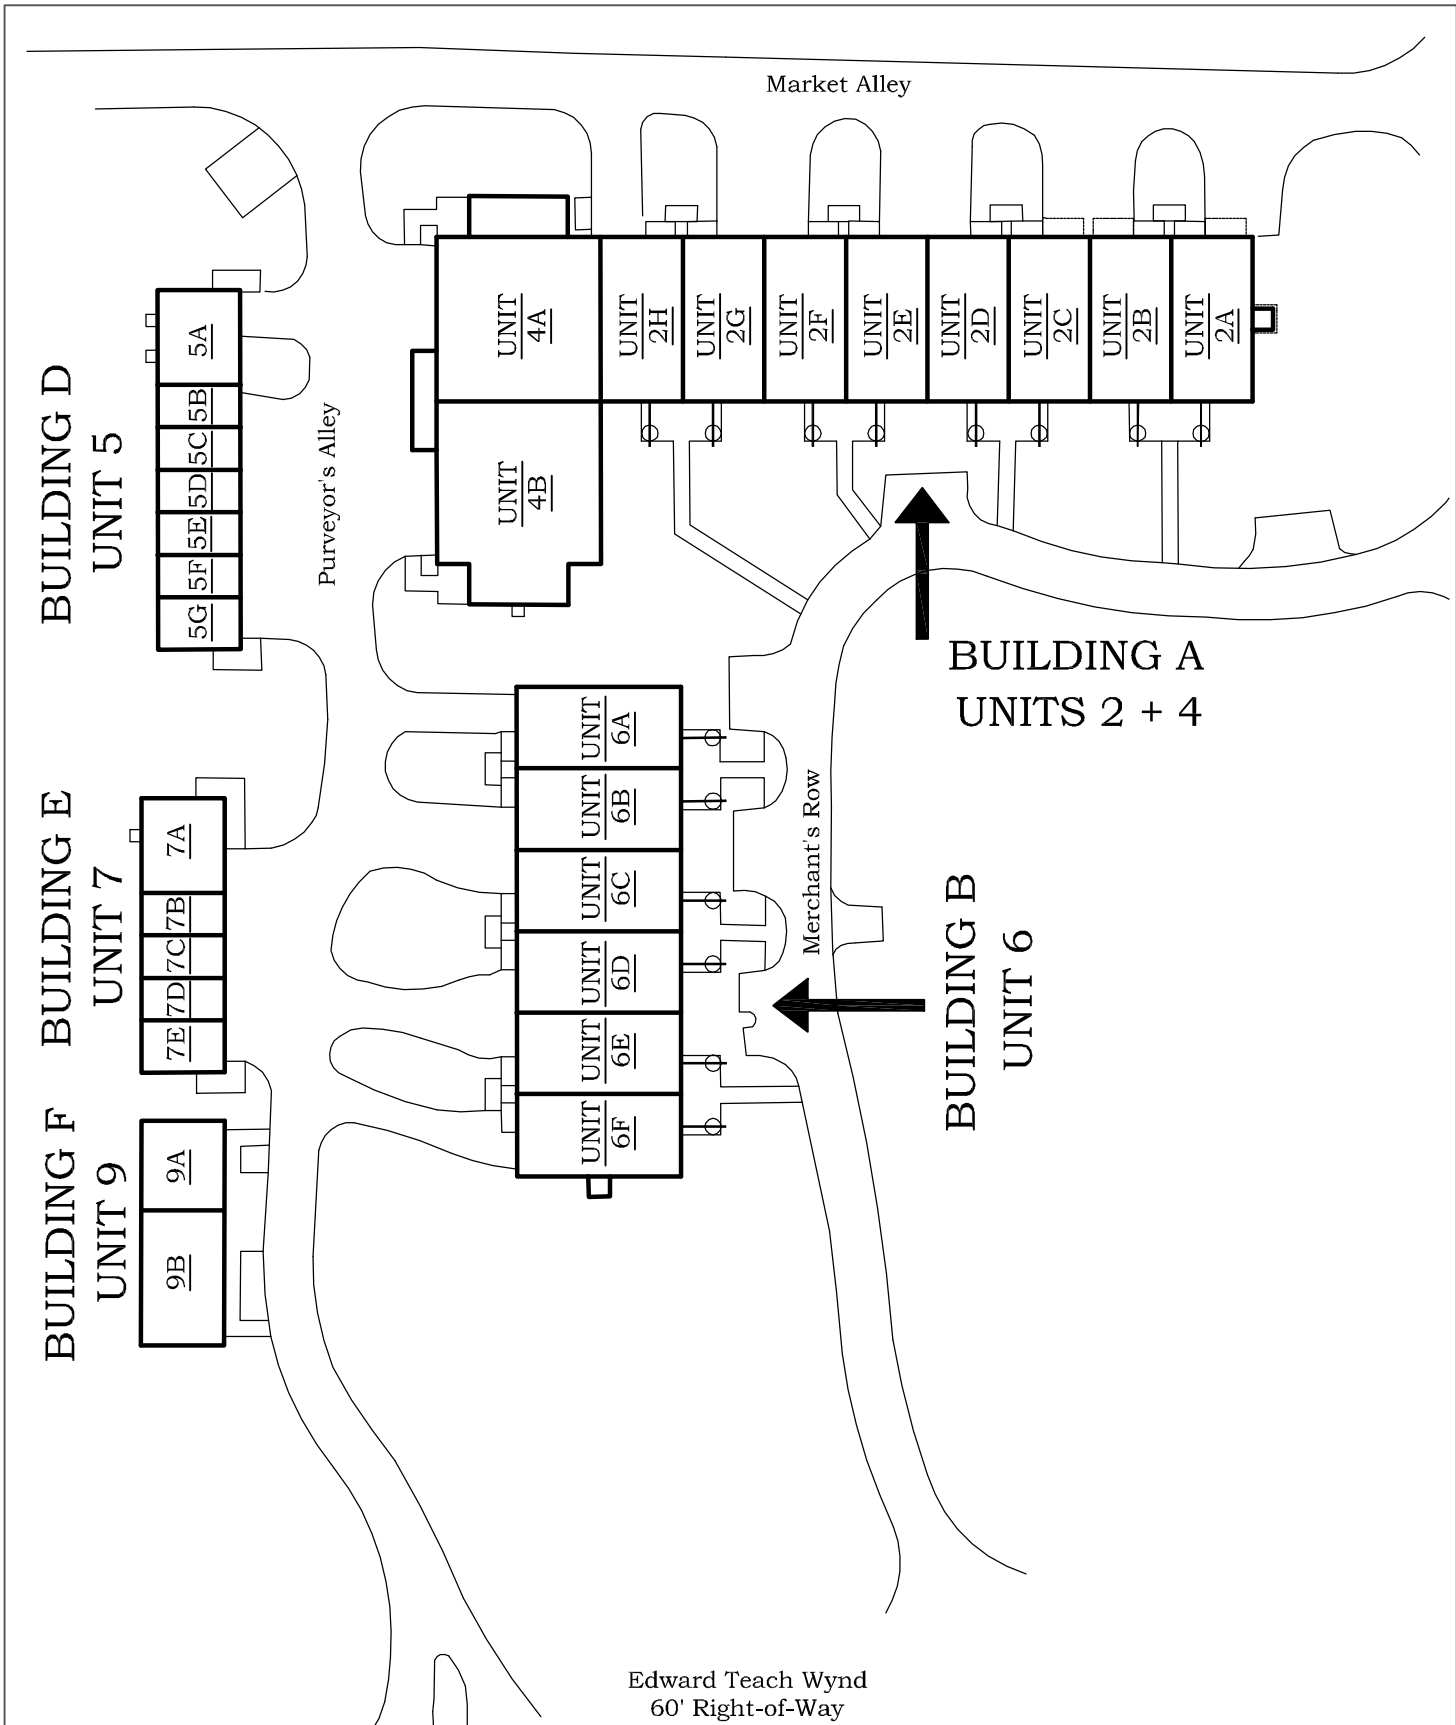 Market Alley
UNIT
4A
UNIT
2H
UNIT
2G
UNIT
2F
UNIT
2E
UNIT
2D
UNIT
2C
UNIT
2B
UNIT
2A
UNIT
4B
BUILDING D
UNIT 5
5A
5B
5C
5D
5E
5F
5G
Purveyor's Alley
BUILDING A
UNITS 2 + 4
UNIT
6A
UNIT
6B
UNIT
6C
UNIT
6D
UNIT
6E
UNIT
6F
Merchant's Row
BUILDING B
UNIT 6
BUILDING E
UNIT 7
7A
7B
7C
7D
7E
BUILDING F
UNIT 9
9A
9B
Edward Teach Wynd
60' Right-of-Way